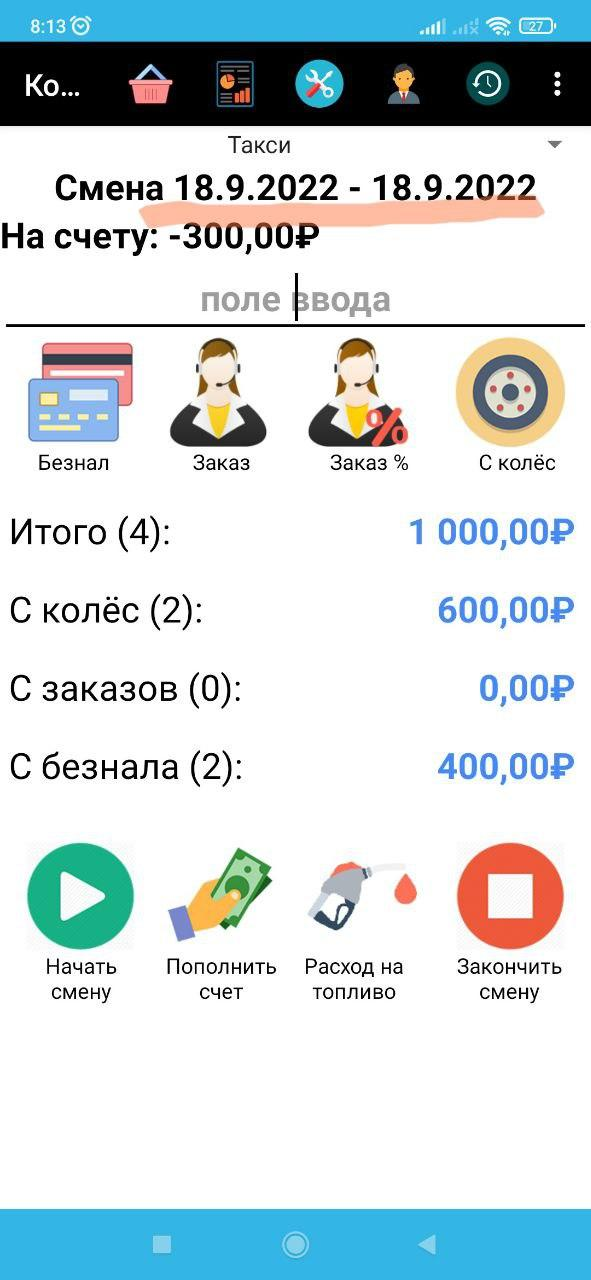 8:13
27
Ко...
Такси
Смена 18.9.2022 - 18.9.2022
На счету: -300,00₽
поле ввода
Безнал
Заказ
%
Заказ %
С колёс
Итого (4): 1 000,00₽
С колёс (2): 600,00₽
С заказов (0): 0,00₽
С безнала (2): 400,00₽
Начать смену
Пополнить счет
Расход на топливо
Закончить смену